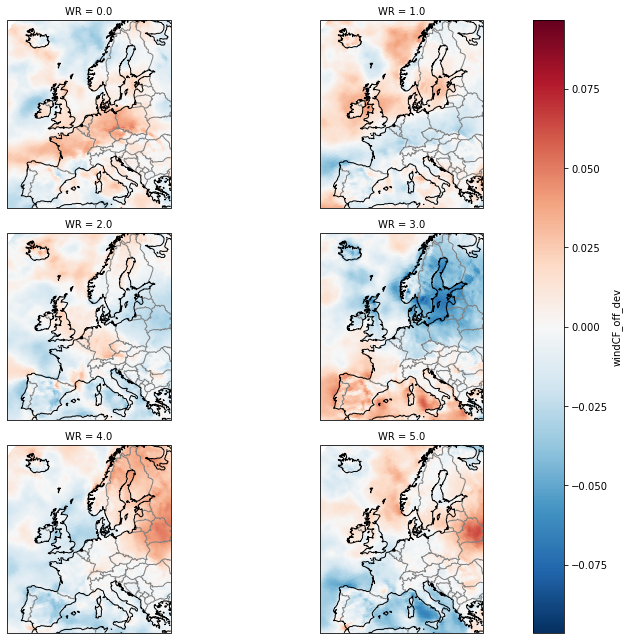 WR = 0.0
WR = 1.0
WR = 2.0
WR = 3.0
WR = 4.0
WR = 5.0
0.075
0.050
0.025
0.000
−0.025
−0.050
−0.075
windCF_off_dev